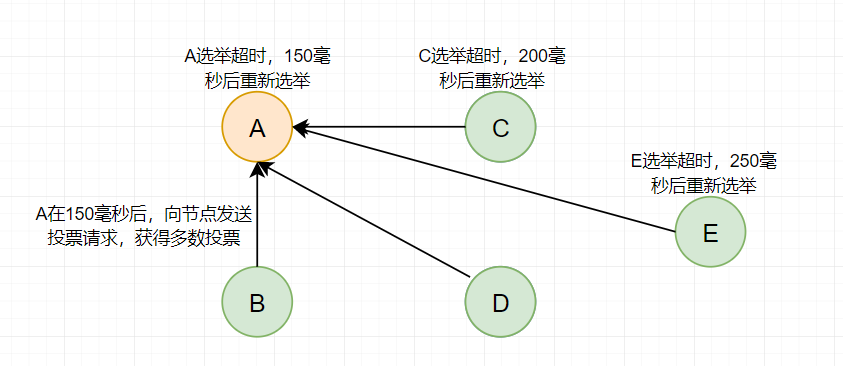 A选举超时，150毫
秒后重新选举
C选举超时，200毫
秒后重新选举
A
C
E选举超时，250毫
秒后重新选举
A在150毫秒后，向节点发送
投票请求，获得多数投票
E
B
D